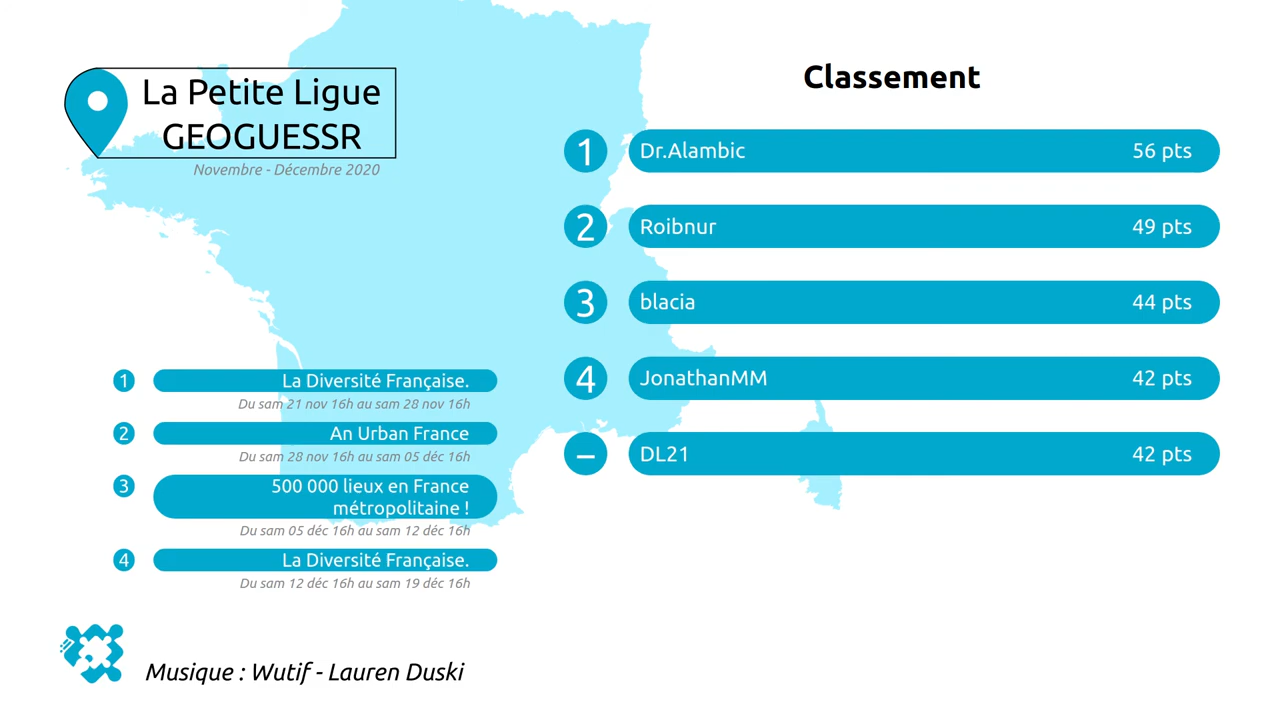 La Petite Ligue
GEOGUESSR
Novembre - Décembre 2020
1 La Diversité Française.
Du sam 21 nov 16h au sam 28 nov 16h
2 An Urban France
Du sam 28 nov 16h au sam 05 déc 16h
3 500 000 lieux en France
métropolitaine !
Du sam 05 déc 16h au sam 12 déc 16h
4 La Diversité Française.
Du sam 12 déc 16h au sam 19 déc 16h
Musique : Wutif - Lauren Duski
Classement
1 Dr.Alambic 56 pts
2 Roibnur 49 pts
3 blacia 44 pts
4 JonathanMM 42 pts
– DL21 42 pts